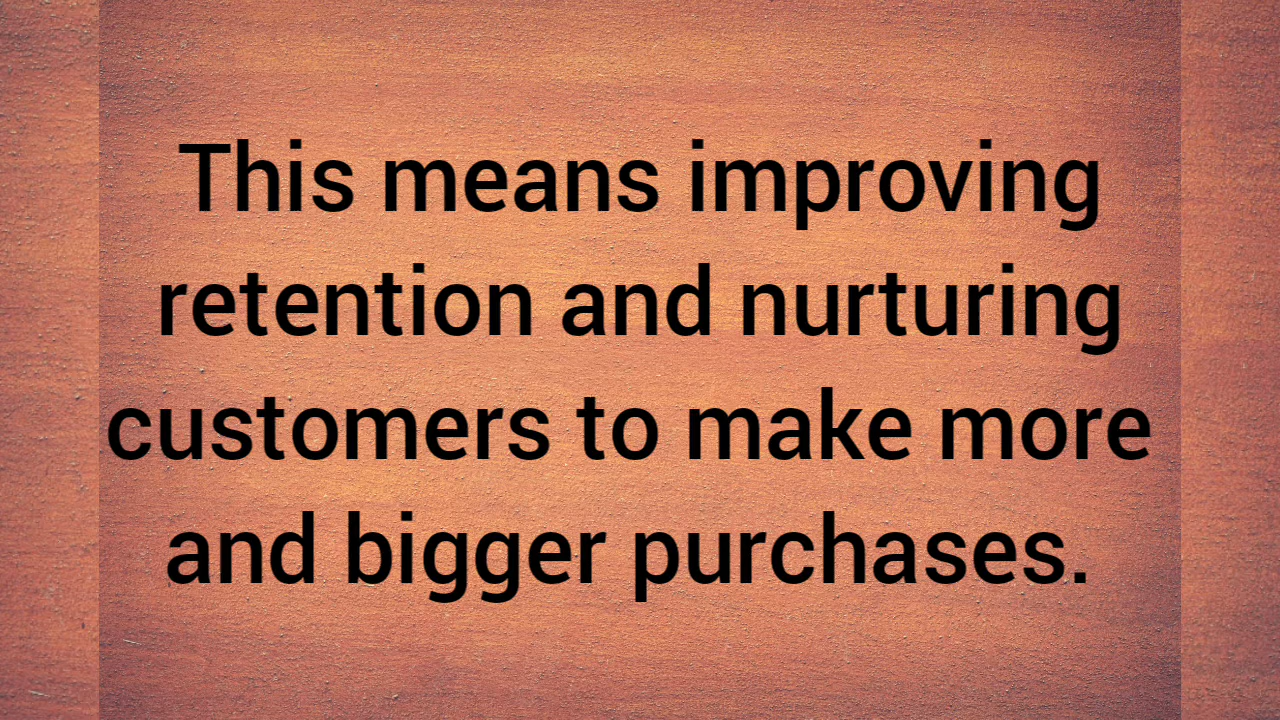 This means improving
retention and nurturing
customers to make more
and bigger purchases.